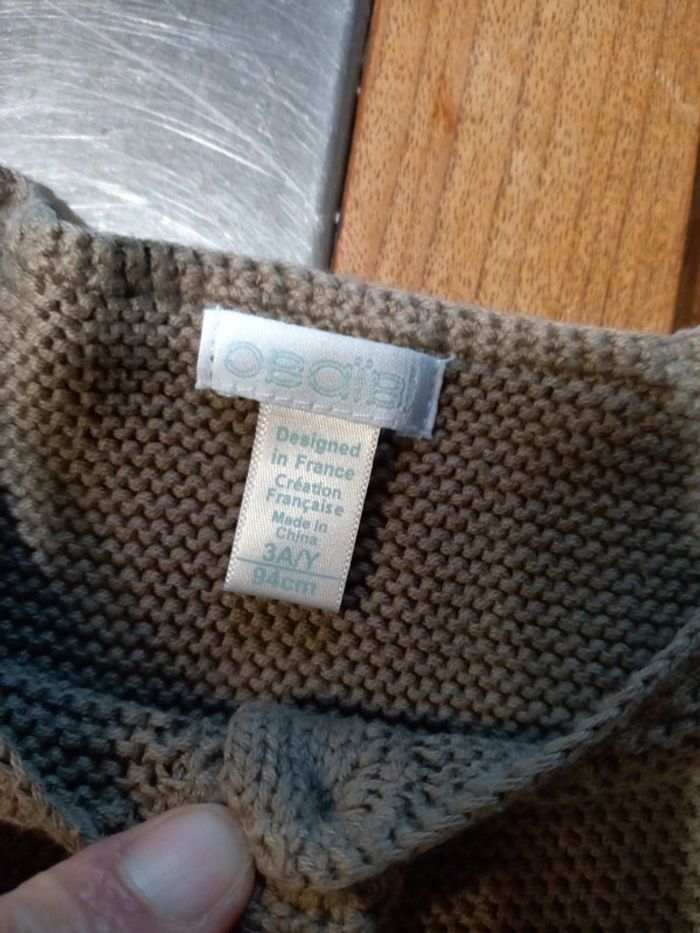 obaïbi
Designed
in France
Création
Française
Made in
China
3A/Y
94cm